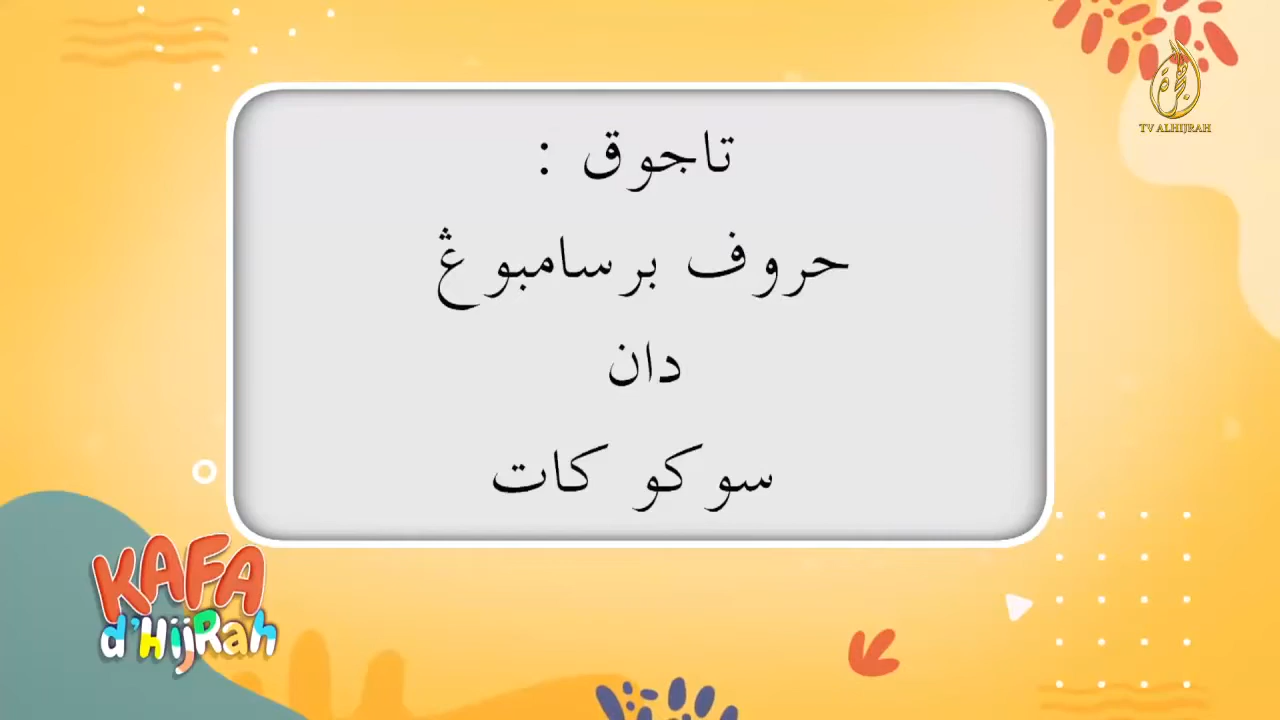 تاجوق :
حروف برسامبوڠ
دان
سوكو كات
TV ALHIJRAH
KAFA
d'HijRah